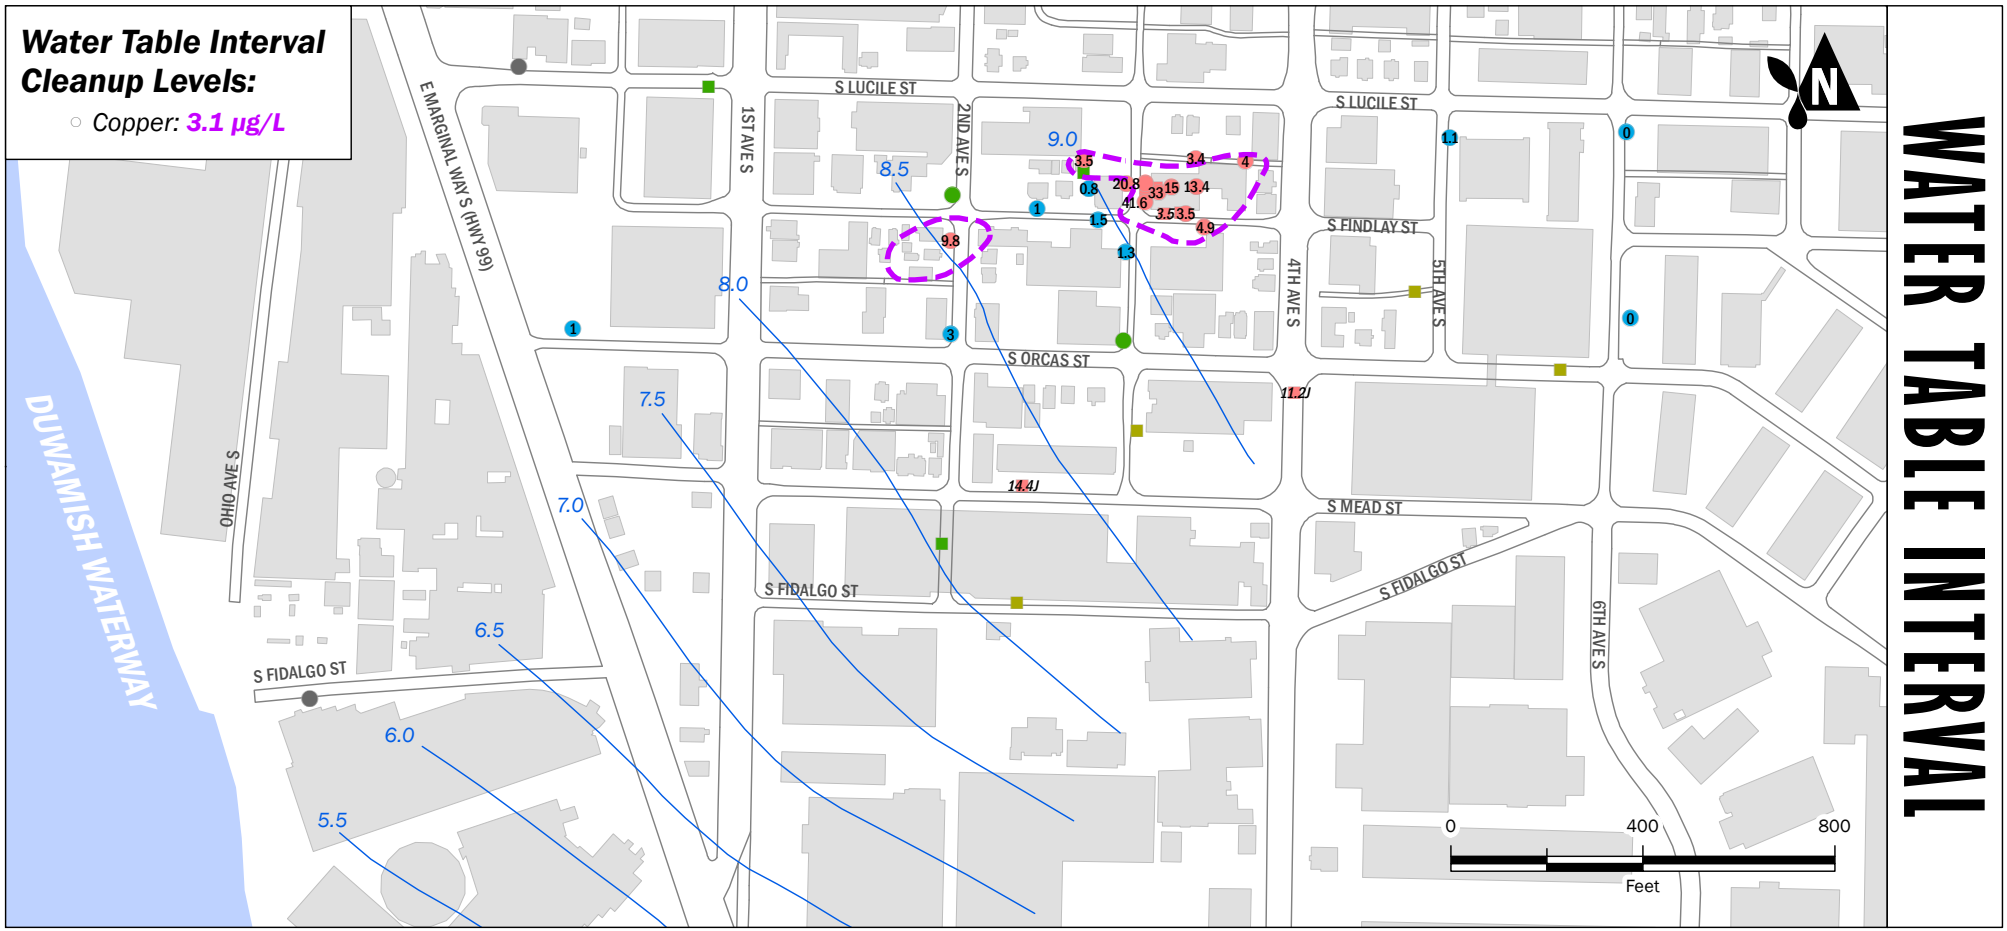 Water Table Interval
Cleanup Levels:
Copper: 3.1 µg/L
N
WATER TABLE INTERVAL
S LUCILE ST
S LUCILE ST
E MARGINAL WAY S (HWY 99)
1ST AVE S
2ND AVE S
9.0
8.5
3.5
3.4
4
1.1
0
0.8
20.8
33
15
13.4
41.6
3.5
3.5
4.9
1
1.5
1.3
9.8
S FINDLAY ST
4TH AVE S
5TH AVE S
8.0
1
3
0
S ORCAS ST
11.2J
7.5
DUWAMISH WATERWAY
OHIO AVE S
14.4J
7.0
S MEAD ST
S FIDALGO ST
S FIDALGO ST
6TH AVE S
6.5
S FIDALGO ST
6.0
5.5
0 400 800
Feet